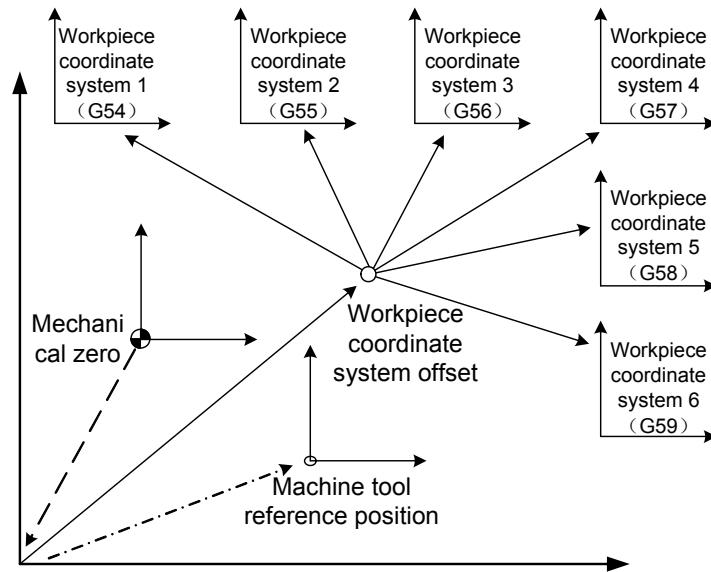 Workpiece
coordinate
system 1
（G54）
Workpiece
coordinate
system 2
（G55）
Workpiece
coordinate
system 3
（G56）
Workpiece
coordinate
system 4
（G57）
Workpiece
coordinate
system 5
（G58）
Mechani
cal zero
Workpiece
coordinate
system offset
Workpiece
coordinate
system 6
（G59）
Machine tool
reference position